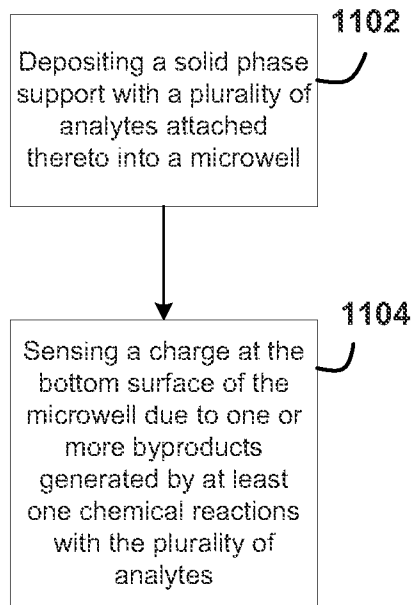 1102
Depositing a solid phase
support with a plurality of
analytes attached
thereto into a microwell
1104
Sensing a charge at the
bottom surface of the
microwell due to one or
more byproducts
generated by at least
one chemical reactions
with the plurality of
analytes